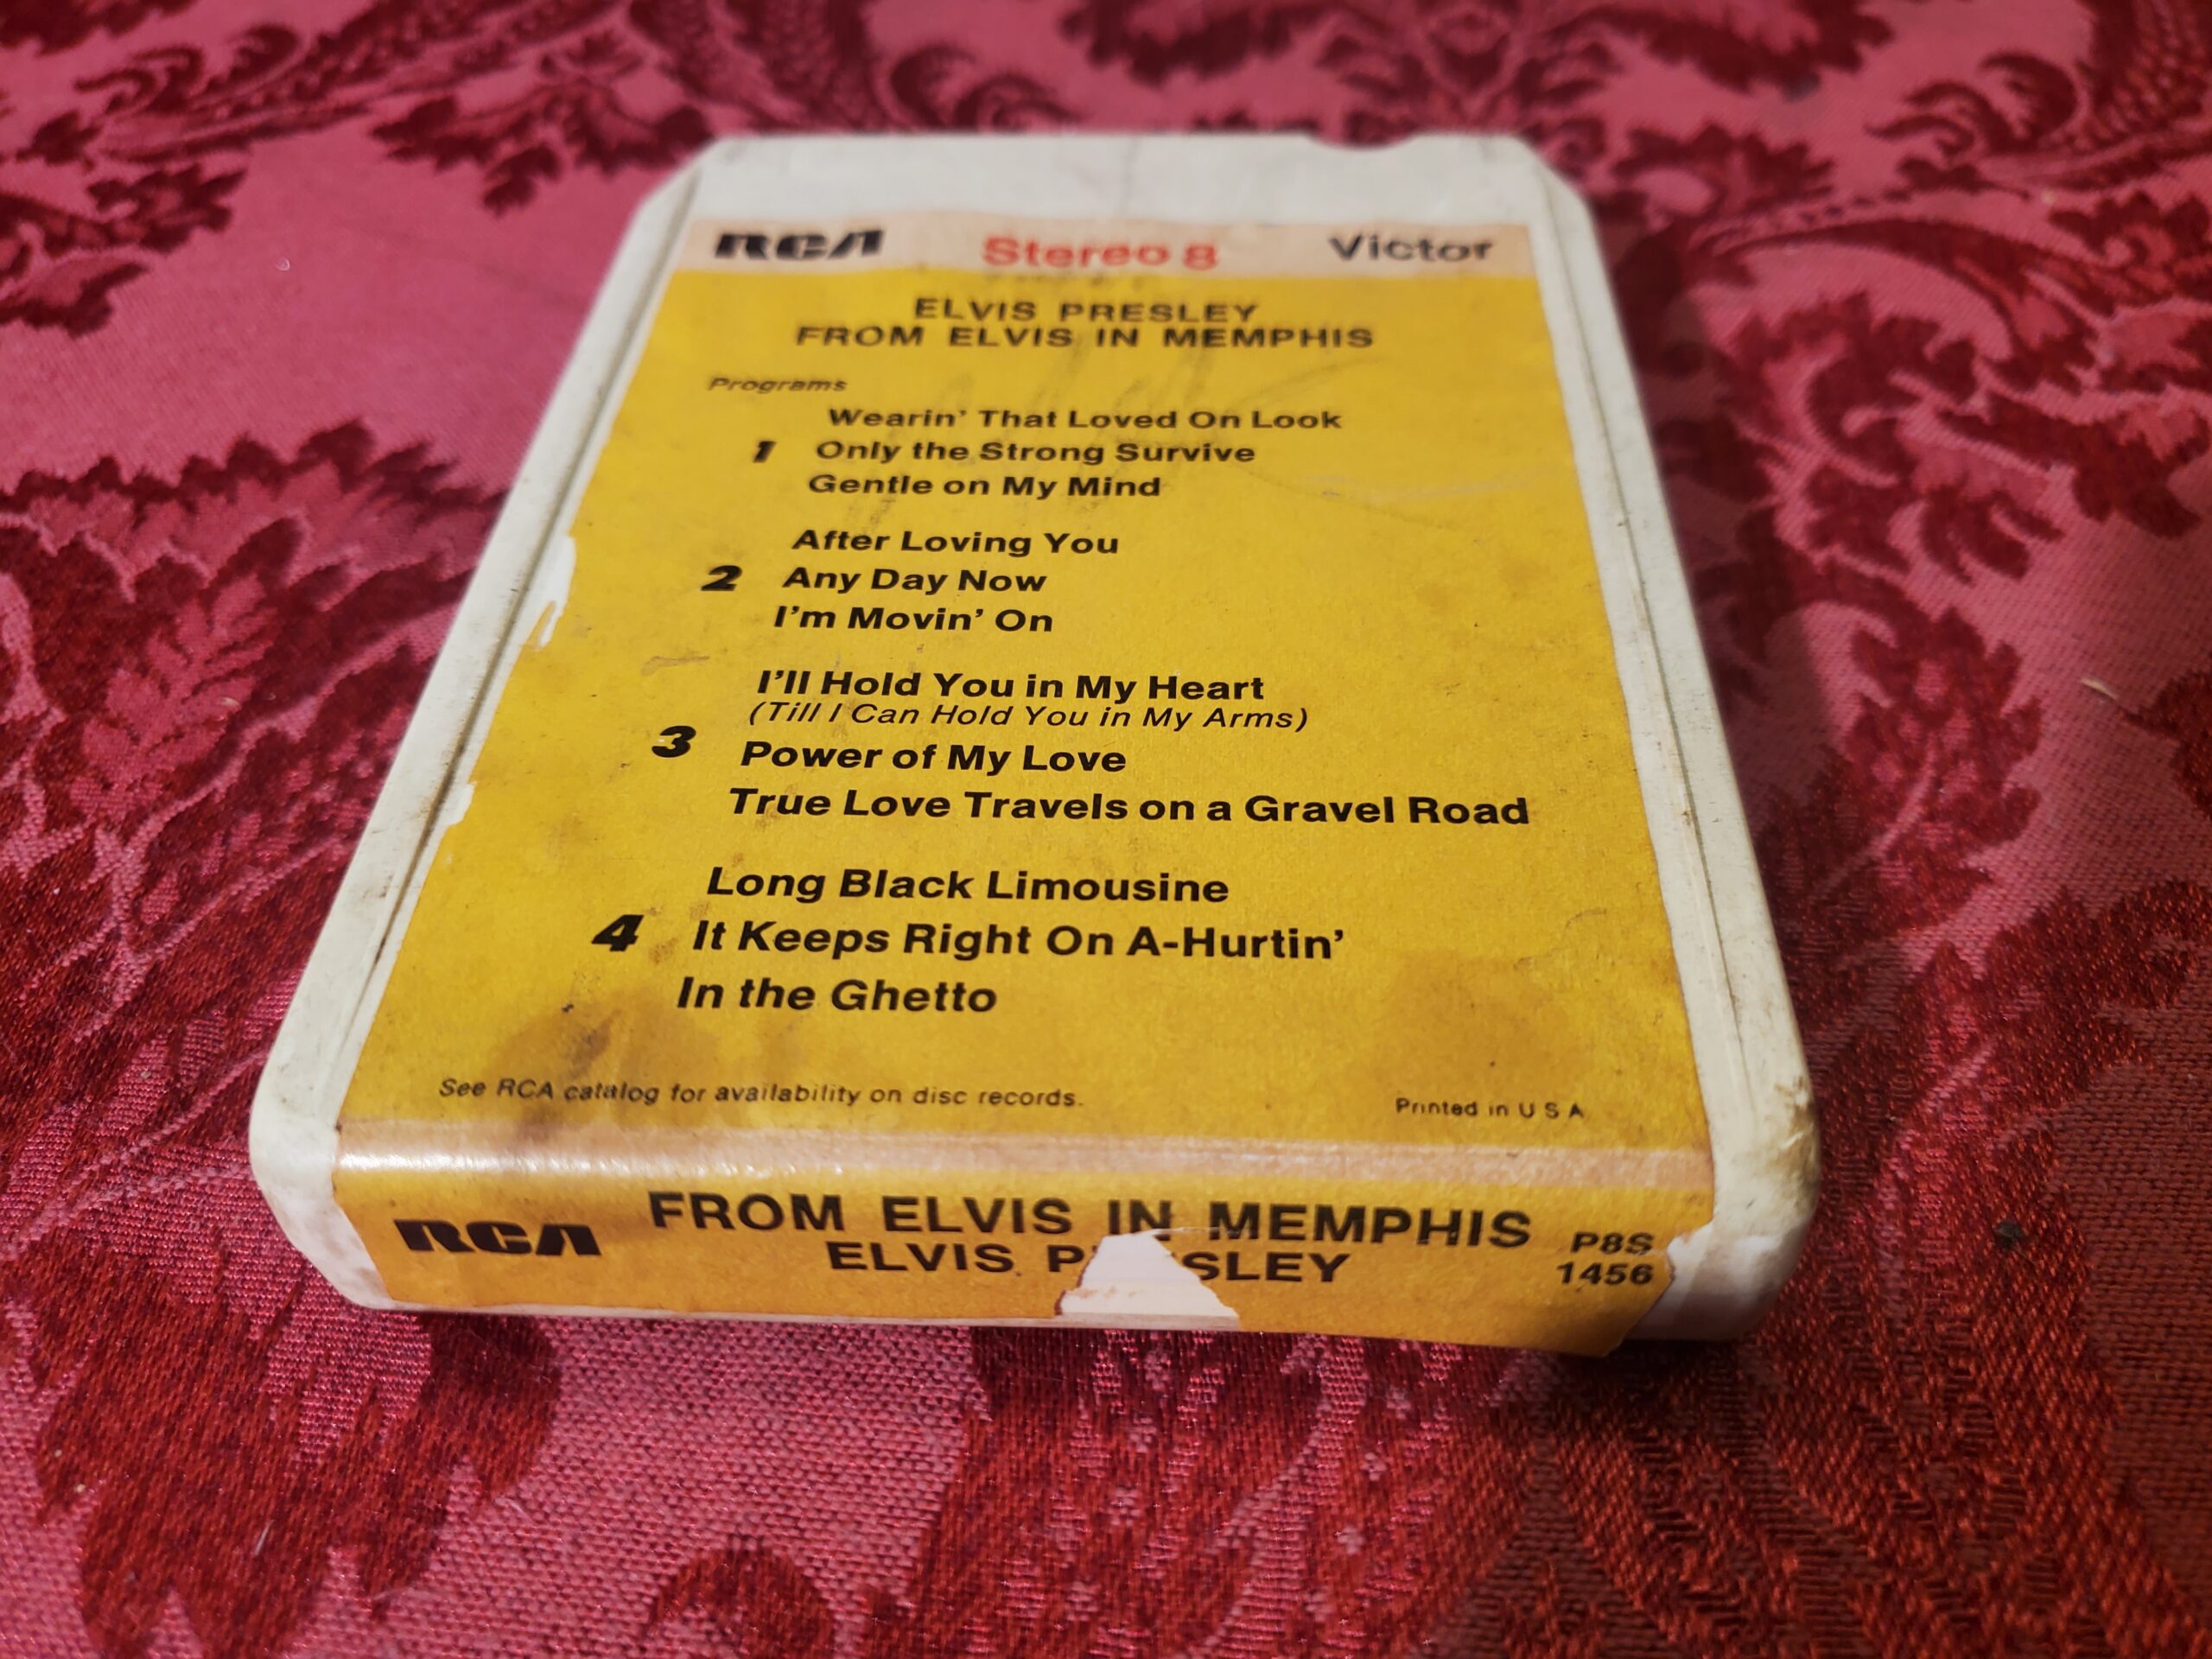 RCA Stereo 8 Victor
ELVIS PRESLEY
FROM ELVIS IN MEMPHIS
Programs
Wearin' That Loved On Look
1 Only the Strong Survive
Gentle on My Mind
After Loving You
2 Any Day Now
I'm Movin' On
I'll Hold You in My Heart
(Till I Can Hold You in My Arms)
3 Power of My Love
True Love Travels on a Gravel Road
Long Black Limousine
4 It Keeps Right On A-Hurtin'
In the Ghetto
See RCA catalog for availability on disc records.
Printed in U S A
RCA FROM ELVIS IN MEMPHIS P8S
ELVIS P SLEY 1456